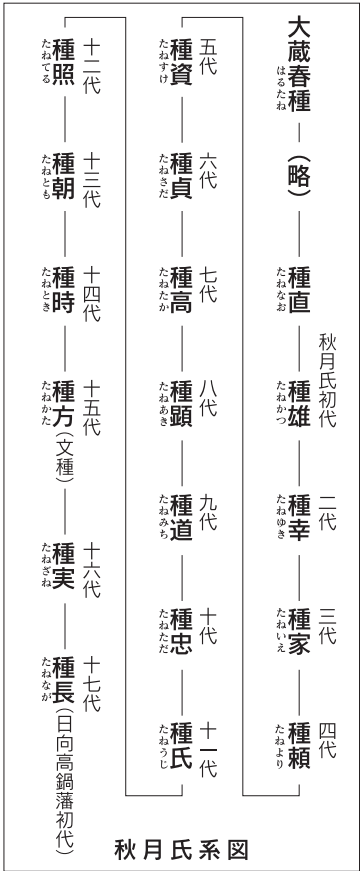 大蔵春種
はるたね
（略）
種直
たねなお
秋月氏初代
種雄
たねかつ
二代
種幸
たねゆき
三代
種家
たねいえ
四代
種頼
たねより
五代
種資
たねすけ
六代
種貞
たねさだ
七代
種高
たねたか
八代
種顕
たねあき
九代
種道
たねみち
十代
種忠
たねただ
十一代
種氏
たねうじ
十二代
種照
たねてる
十三代
種朝
たねとも
十四代
種時
たねとき
十五代
種方（文種）
たねかた
十六代
種実
たねざね
十七代
種長（日向高鍋藩初代）
たねなが
秋月氏系図